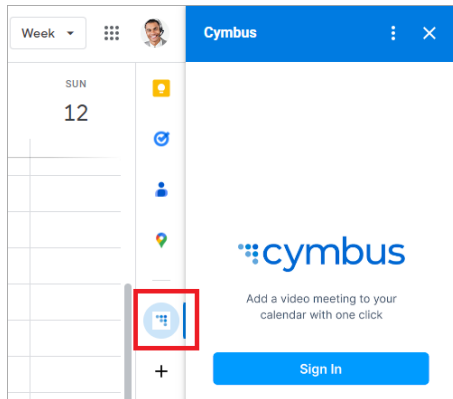 Week
SUN
12
Cymbus
cymbus
Add a video meeting to your
calendar with one click
Sign In